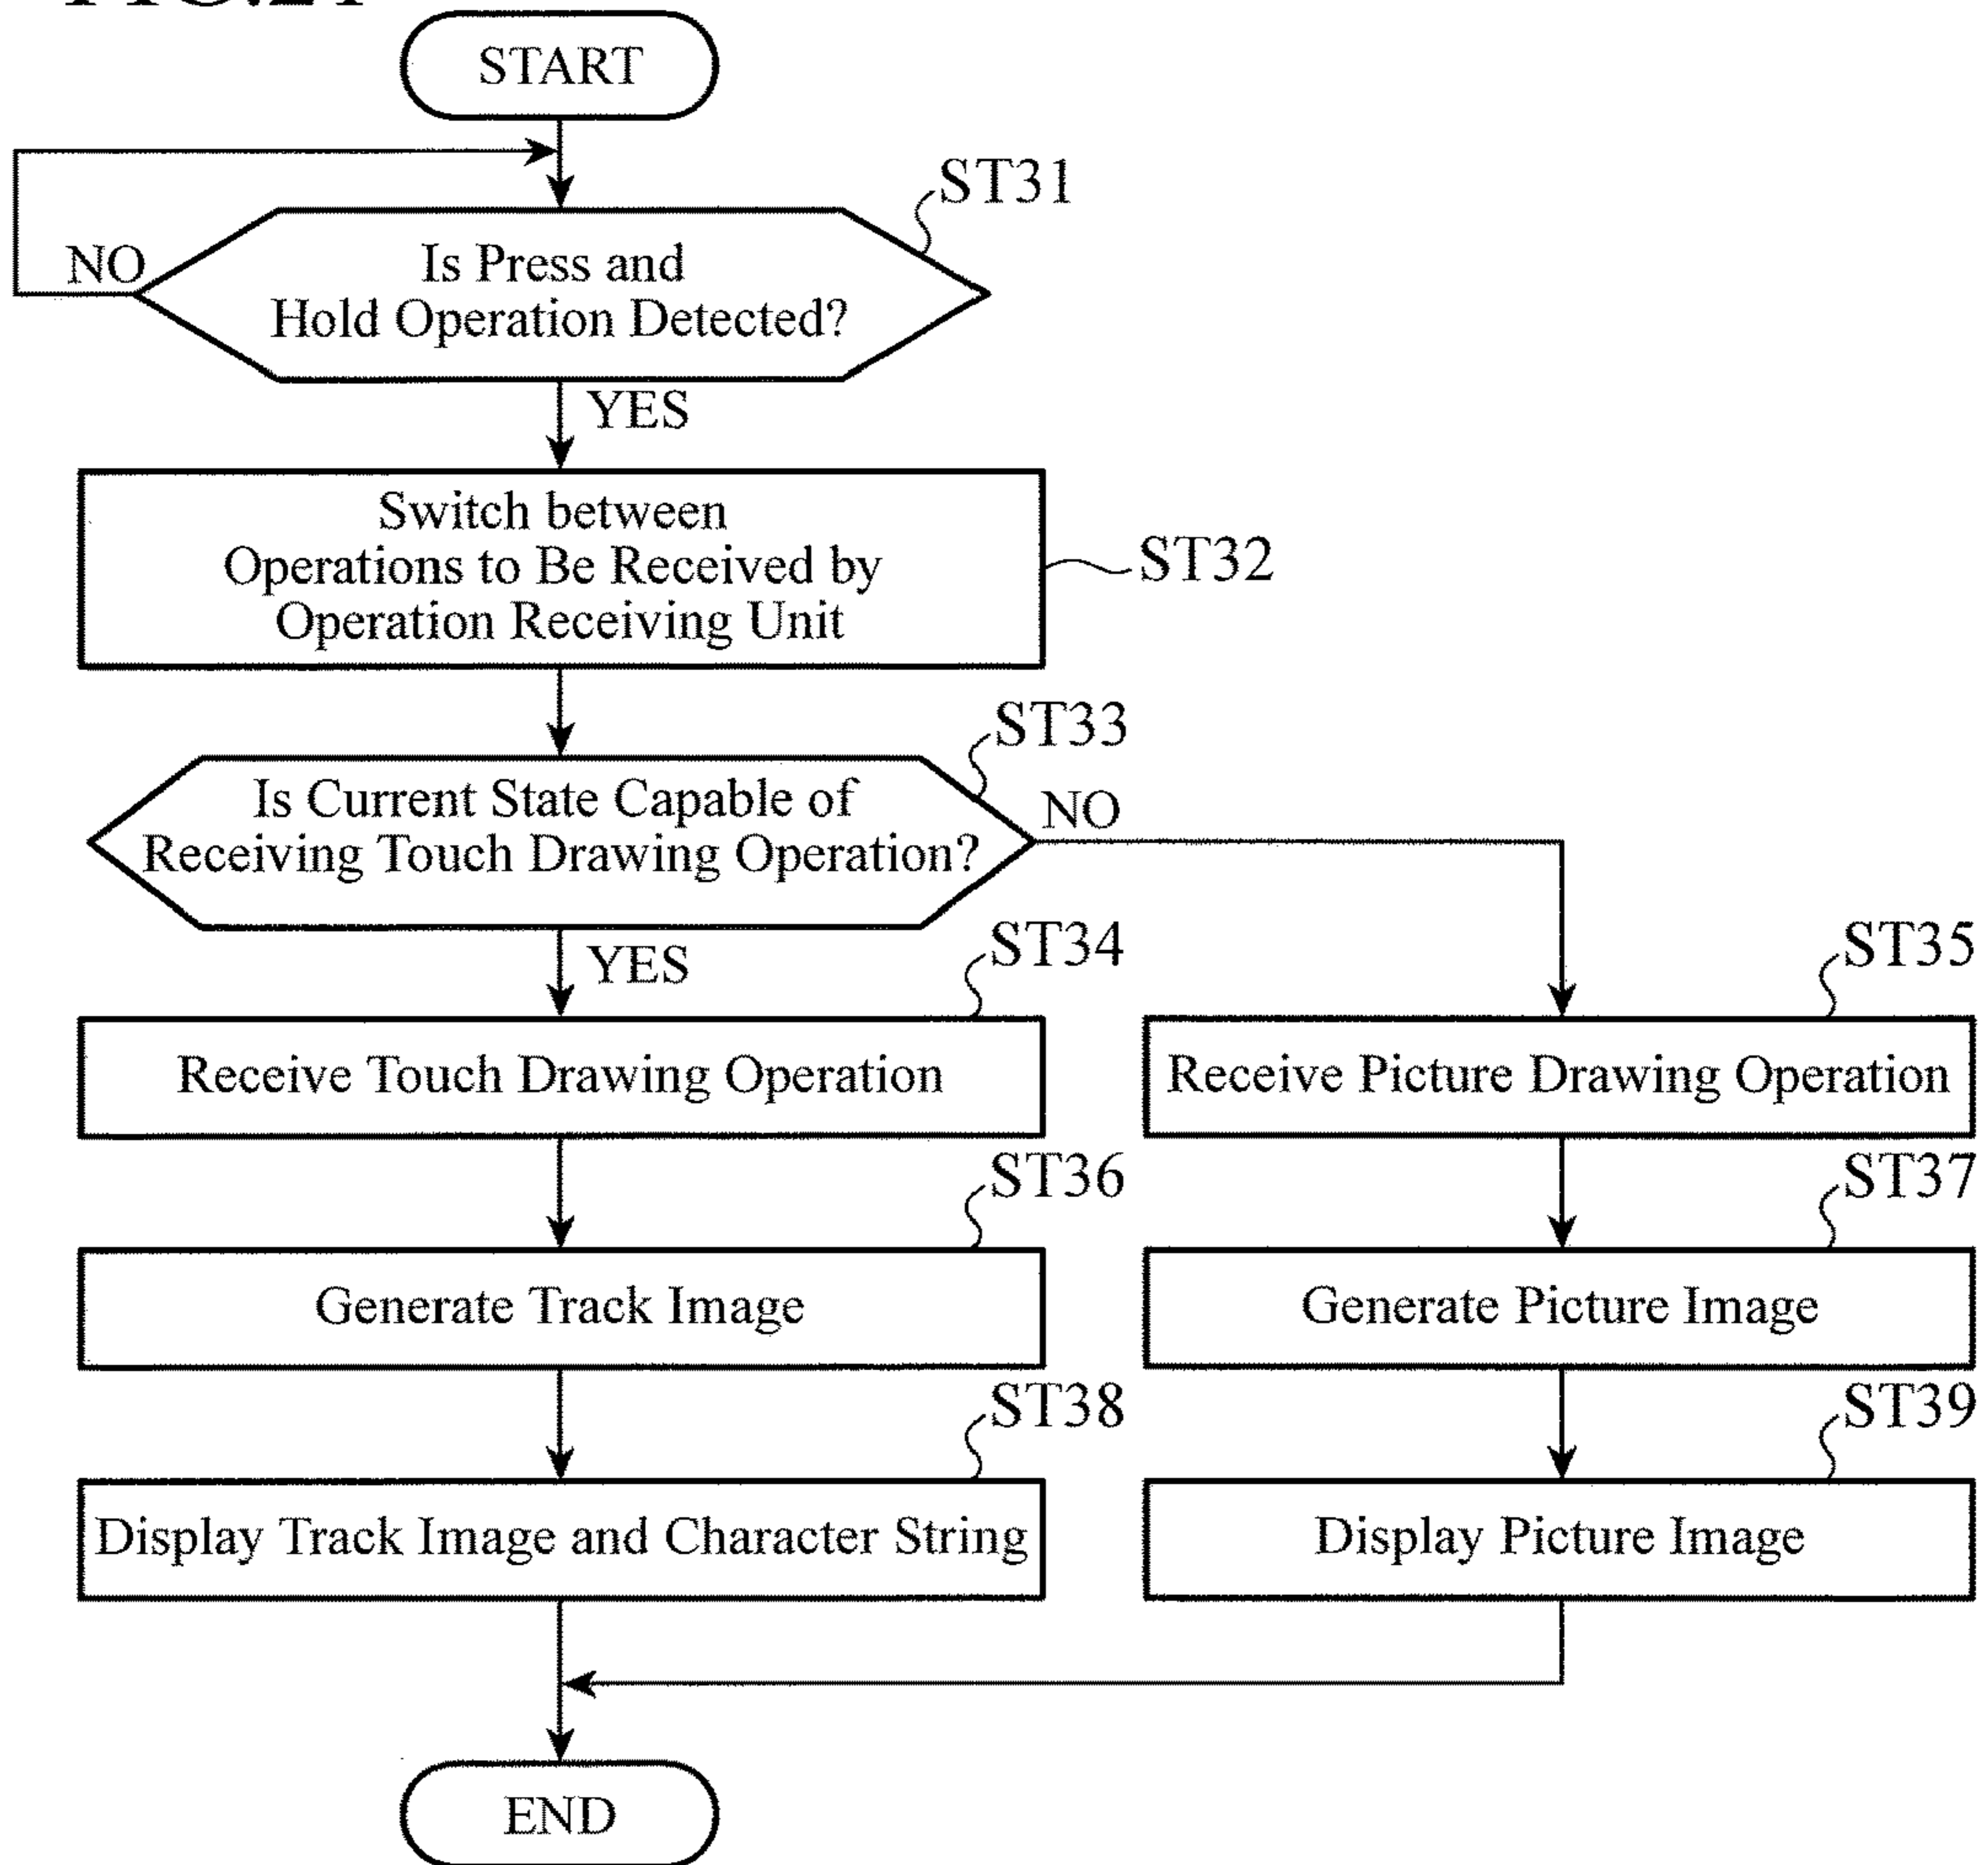 START
ST31
NO
Is Press and
Hold Operation Detected?
YES
Switch between
Operations to Be Received by
Operation Receiving Unit
ST32
ST33
Is Current State Capable of
Receiving Touch Drawing Operation?
NO
YES
ST34
ST35
Receive Touch Drawing Operation
Receive Picture Drawing Operation
ST36
ST37
Generate Track Image
Generate Picture Image
ST38
ST39
Display Track Image and Character String
Display Picture Image
END